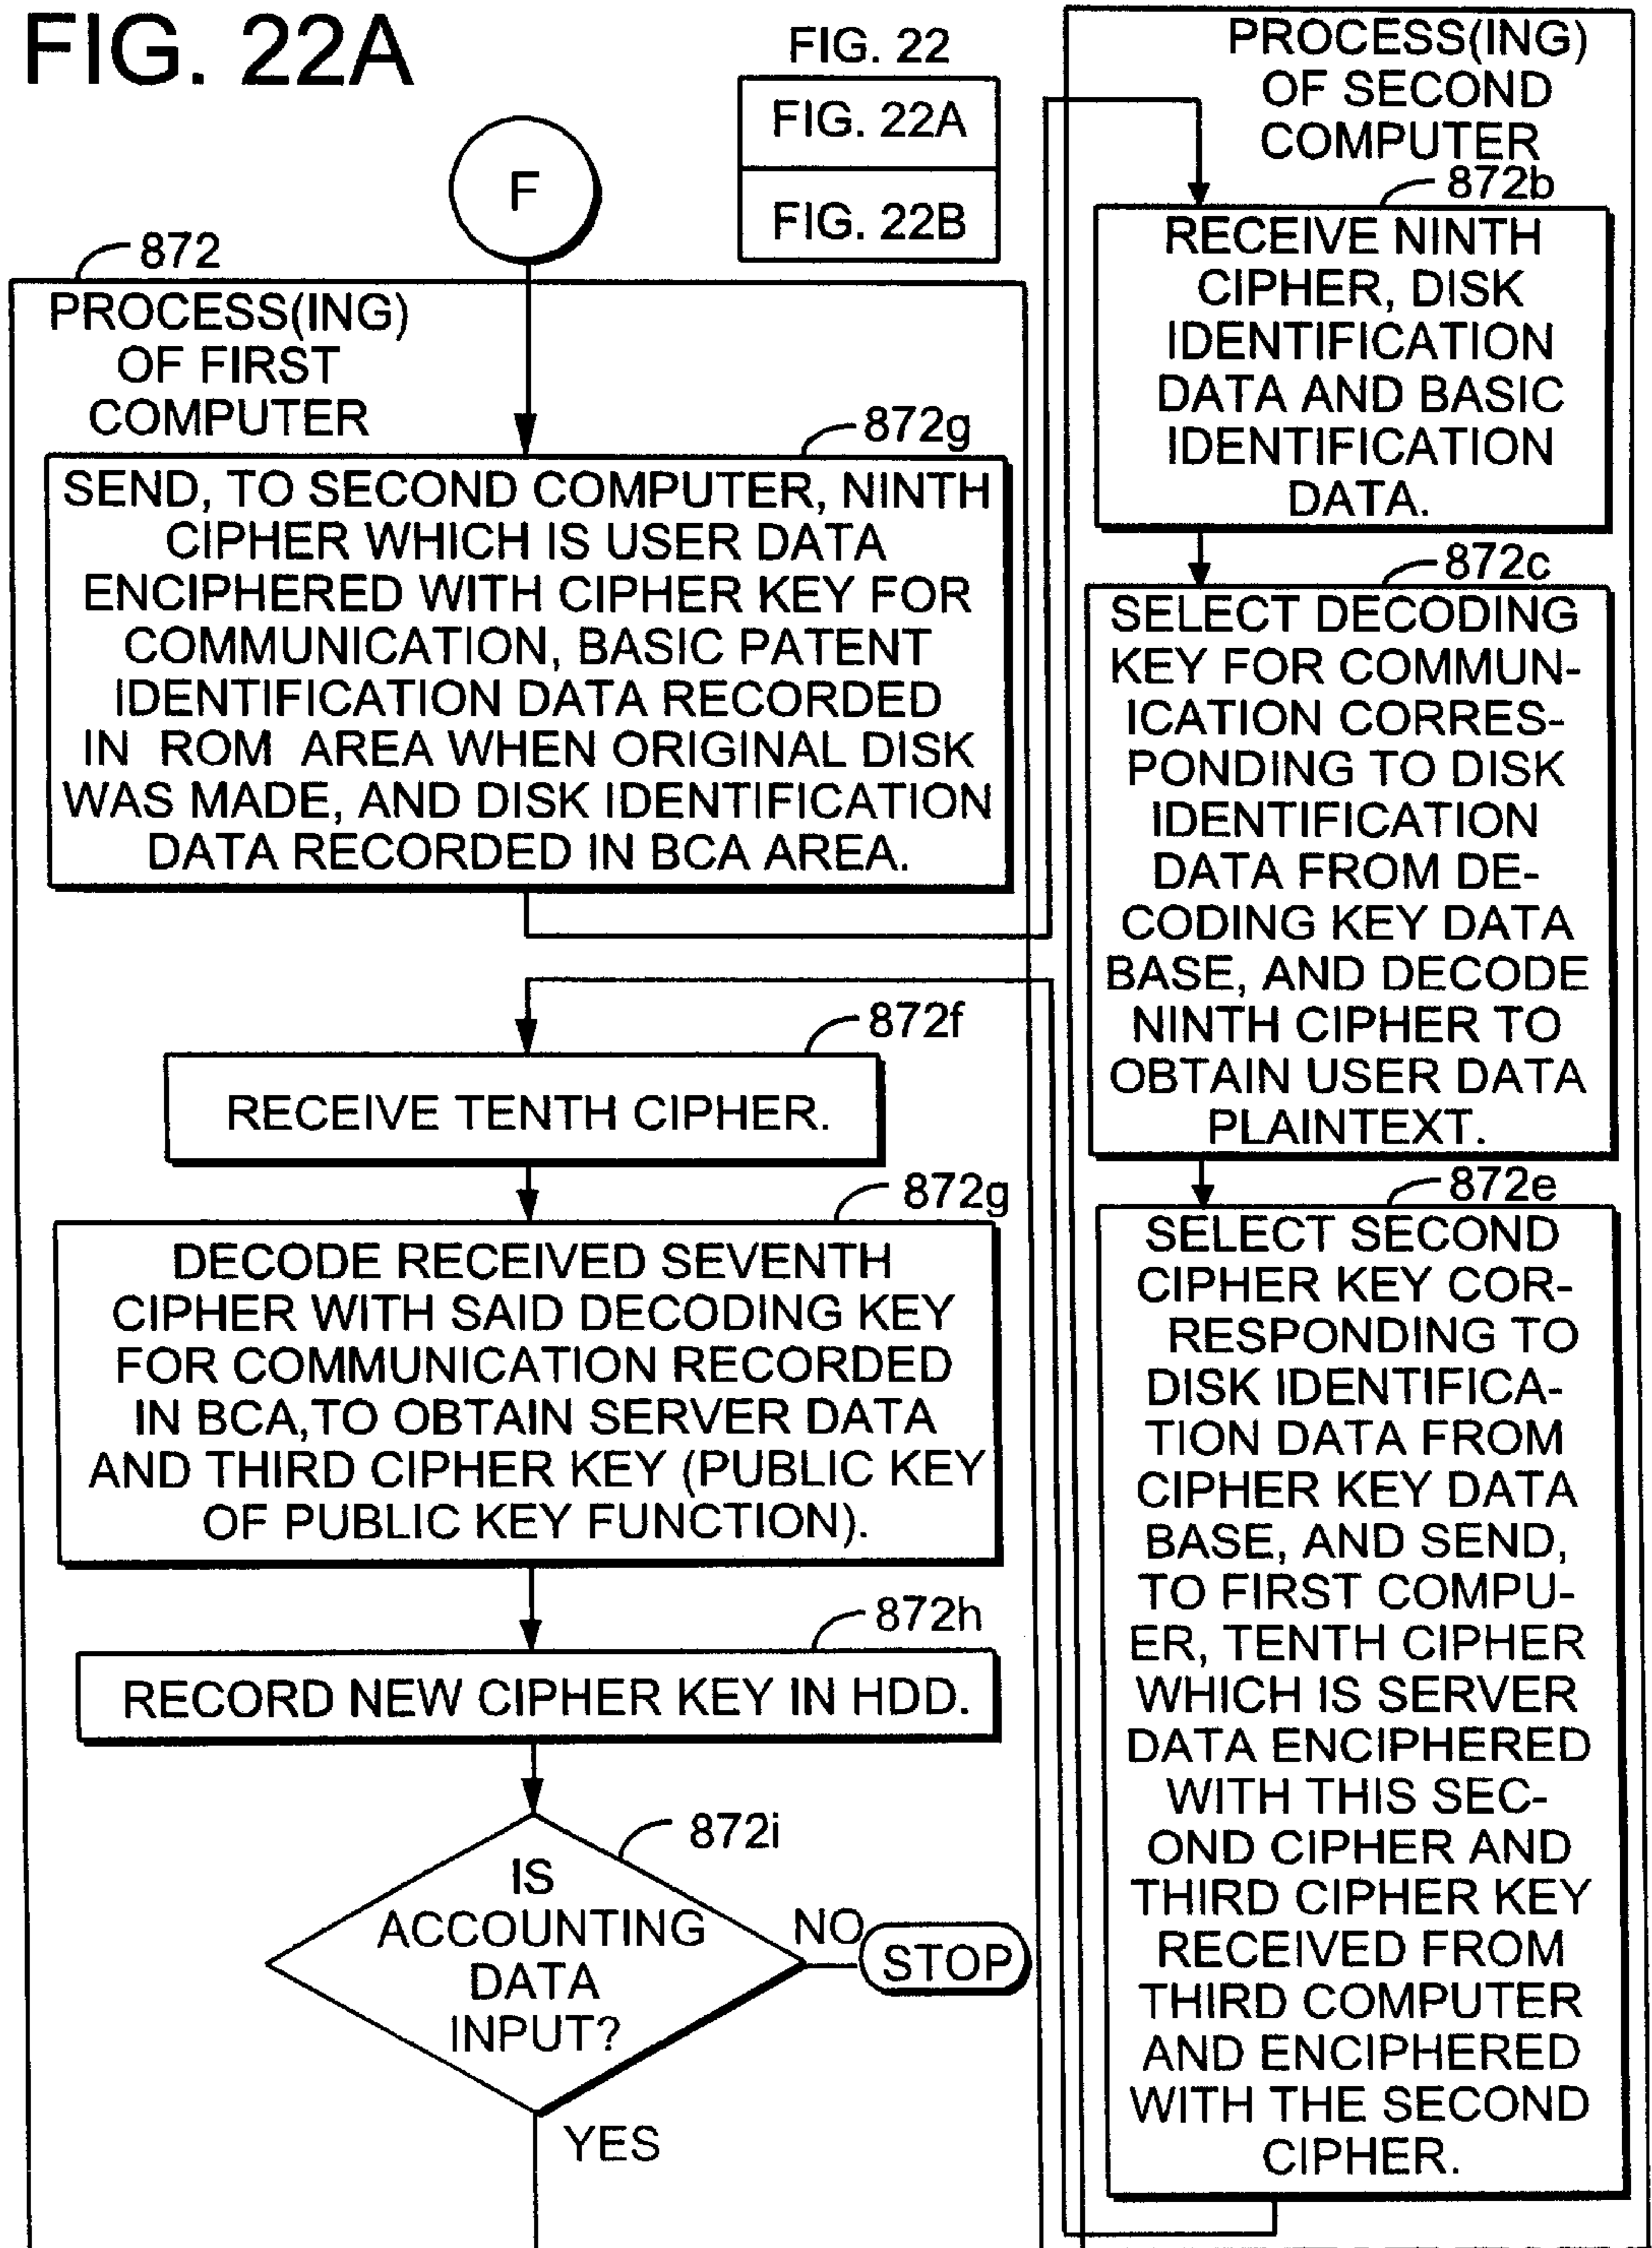 FIG. 22A
FIG. 22
FIG. 22A
FIG. 22B
F
872
PROCESS(ING)
OF FIRST
COMPUTER
872g
SEND, TO SECOND COMPUTER, NINTH
CIPHER WHICH IS USER DATA
ENCIPHERED WITH CIPHER KEY FOR
COMMUNICATION, BASIC PATENT
IDENTIFICATION DATA RECORDED
IN ROM AREA WHEN ORIGINAL DISK
WAS MADE, AND DISK IDENTIFICATION
DATA RECORDED IN BCA AREA.
872f
RECEIVE TENTH CIPHER.
872g
DECODE RECEIVED SEVENTH
CIPHER WITH SAID DECODING KEY
FOR COMMUNICATION RECORDED
IN BCA, TO OBTAIN SERVER DATA
AND THIRD CIPHER KEY (PUBLIC KEY
OF PUBLIC KEY FUNCTION).
872h
RECORD NEW CIPHER KEY IN HDD.
872i
IS
ACCOUNTING
DATA
INPUT?
NO
STOP
YES
PROCESS(ING)
OF SECOND
COMPUTER
872b
RECEIVE NINTH
CIPHER, DISK
IDENTIFICATION
DATA AND BASIC
IDENTIFICATION
DATA.
872c
SELECT DECODING
KEY FOR COMMUN-
ICATION CORRES-
PONDING TO DISK
IDENTIFICATION
DATA FROM DE-
CODING KEY DATA
BASE, AND DECODE
NINTH CIPHER TO
OBTAIN USER DATA
PLAINTEXT.
872e
SELECT SECOND
CIPHER KEY COR-
RESPONDING TO
DISK IDENTIFICA-
TION DATA FROM
CIPHER KEY DATA
BASE, AND SEND,
TO FIRST COMPU-
ER, TENTH CIPHER
WHICH IS SERVER
DATA ENCIPHERED
WITH THIS SEC-
OND CIPHER AND
THIRD CIPHER KEY
RECEIVED FROM
THIRD COMPUTER
AND ENCIPHERED
WITH THE SECOND
CIPHER.